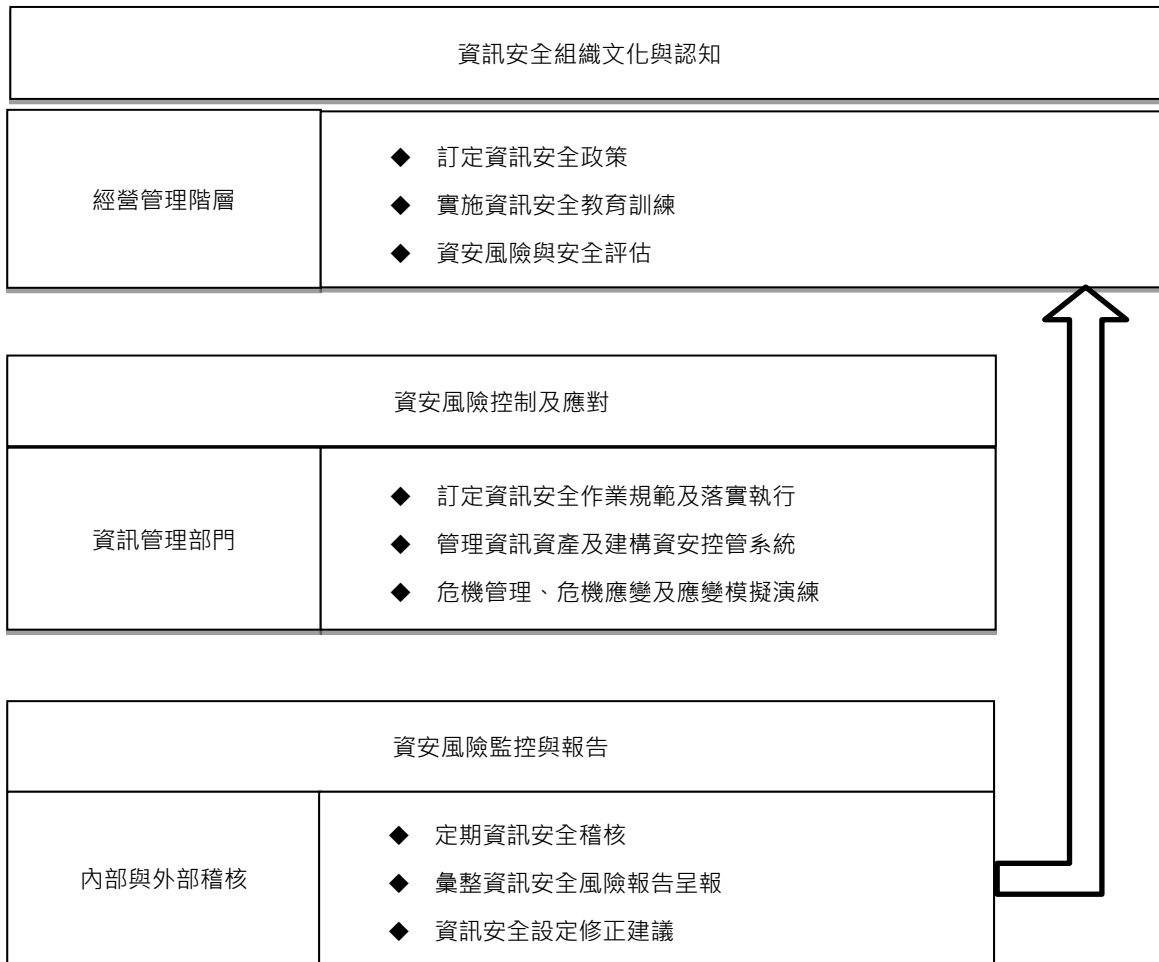 資訊安全組織文化與認知
經營管理階層
◆ 訂定資訊安全政策
◆ 實施資訊安全教育訓練
◆ 資安風險與安全評估
資安風險控制及應對
資訊管理部門
◆ 訂定資訊安全作業規範及落實執行
◆ 管理資訊資產及建構資安控管系統
◆ 危機管理、危機應變及應變模擬演練
資安風險監控與報告
內部與外部稽核
◆ 定期資訊安全稽核
◆ 彙整資訊安全風險報告呈報
◆ 資訊安全設定修正建議